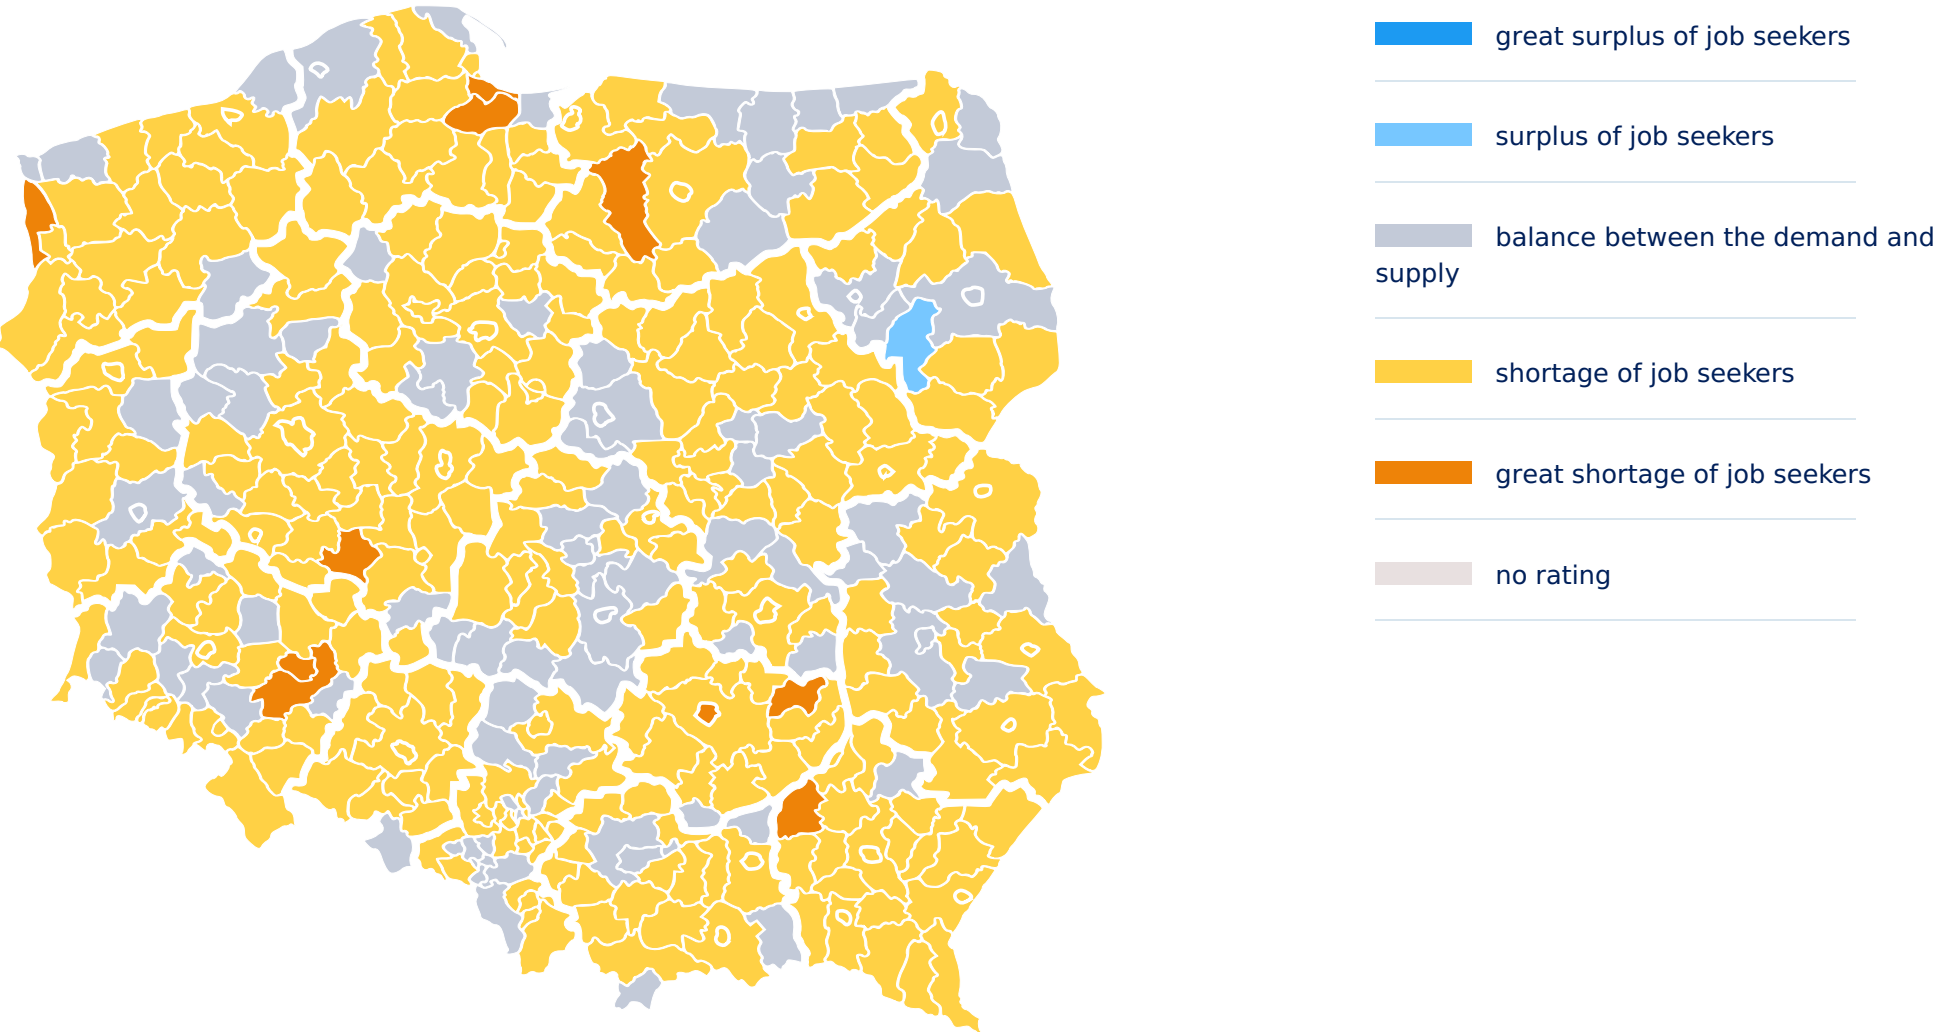 great surplus of job seekers
surplus of job seekers
balance between the demand and
supply
shortage of job seekers
great shortage of job seekers
no rating